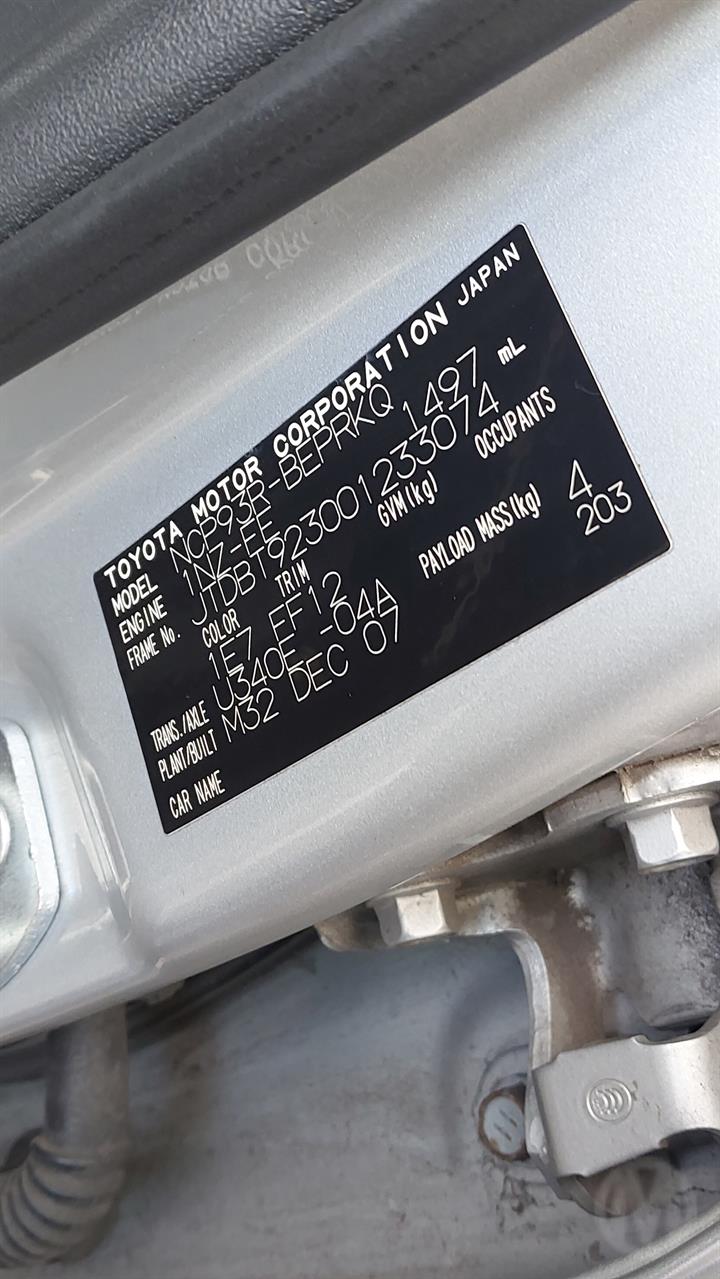 TOYOTA MOTOR CORPORATION JAPAN
MODEL NCP93R-BEPRKQ
ENGINE 1NZ-FE 1497 mL
FRAME No. JTDBT923001233074
COLOR TRIM GVM(kg) OCCUPANTS
1E7 EF12 4
TRANS./AXLE U340E -04A PAYLOAD MASS(kg) 203
PLANT/BUILT M32 DEC 07
CAR NAME